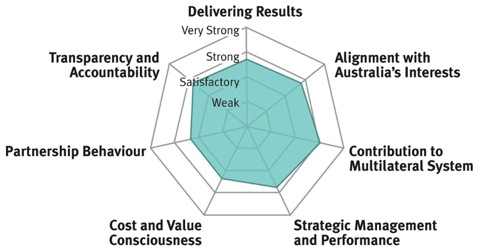 Delivering Results
Very Strong
Strong
Satisfactory
Weak
Transparency and
Accountability
Alignment with
Australia's Interests
Partnership Behaviour
Contribution to
Multilateral System
Cost and Value
Consciousness
Strategic Management
and Performance